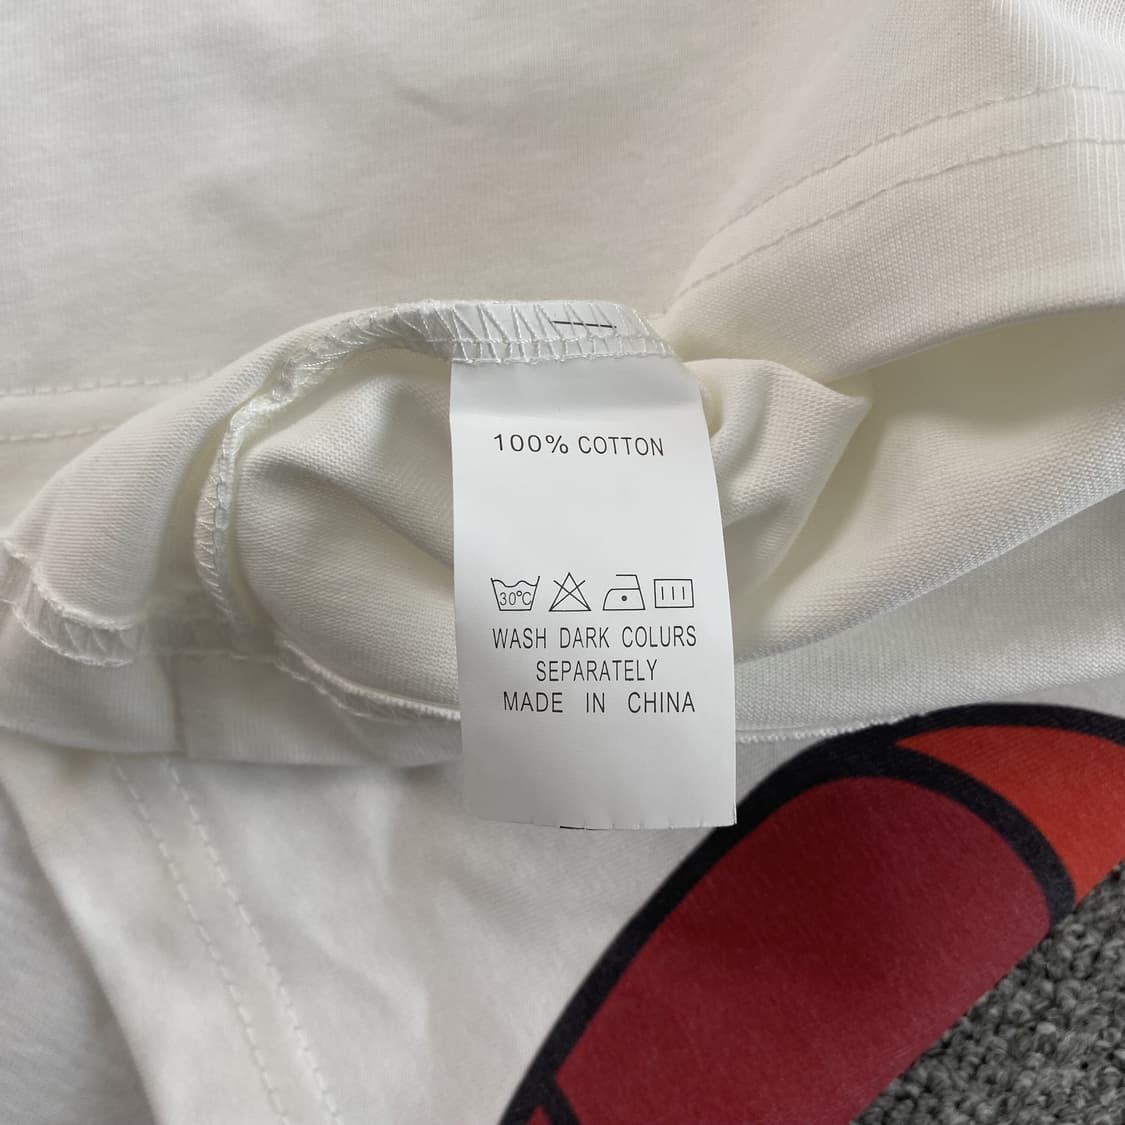 100% COTTON
30°C
WASH DARK COLURS
SEPARATELY
MADE IN CHINA